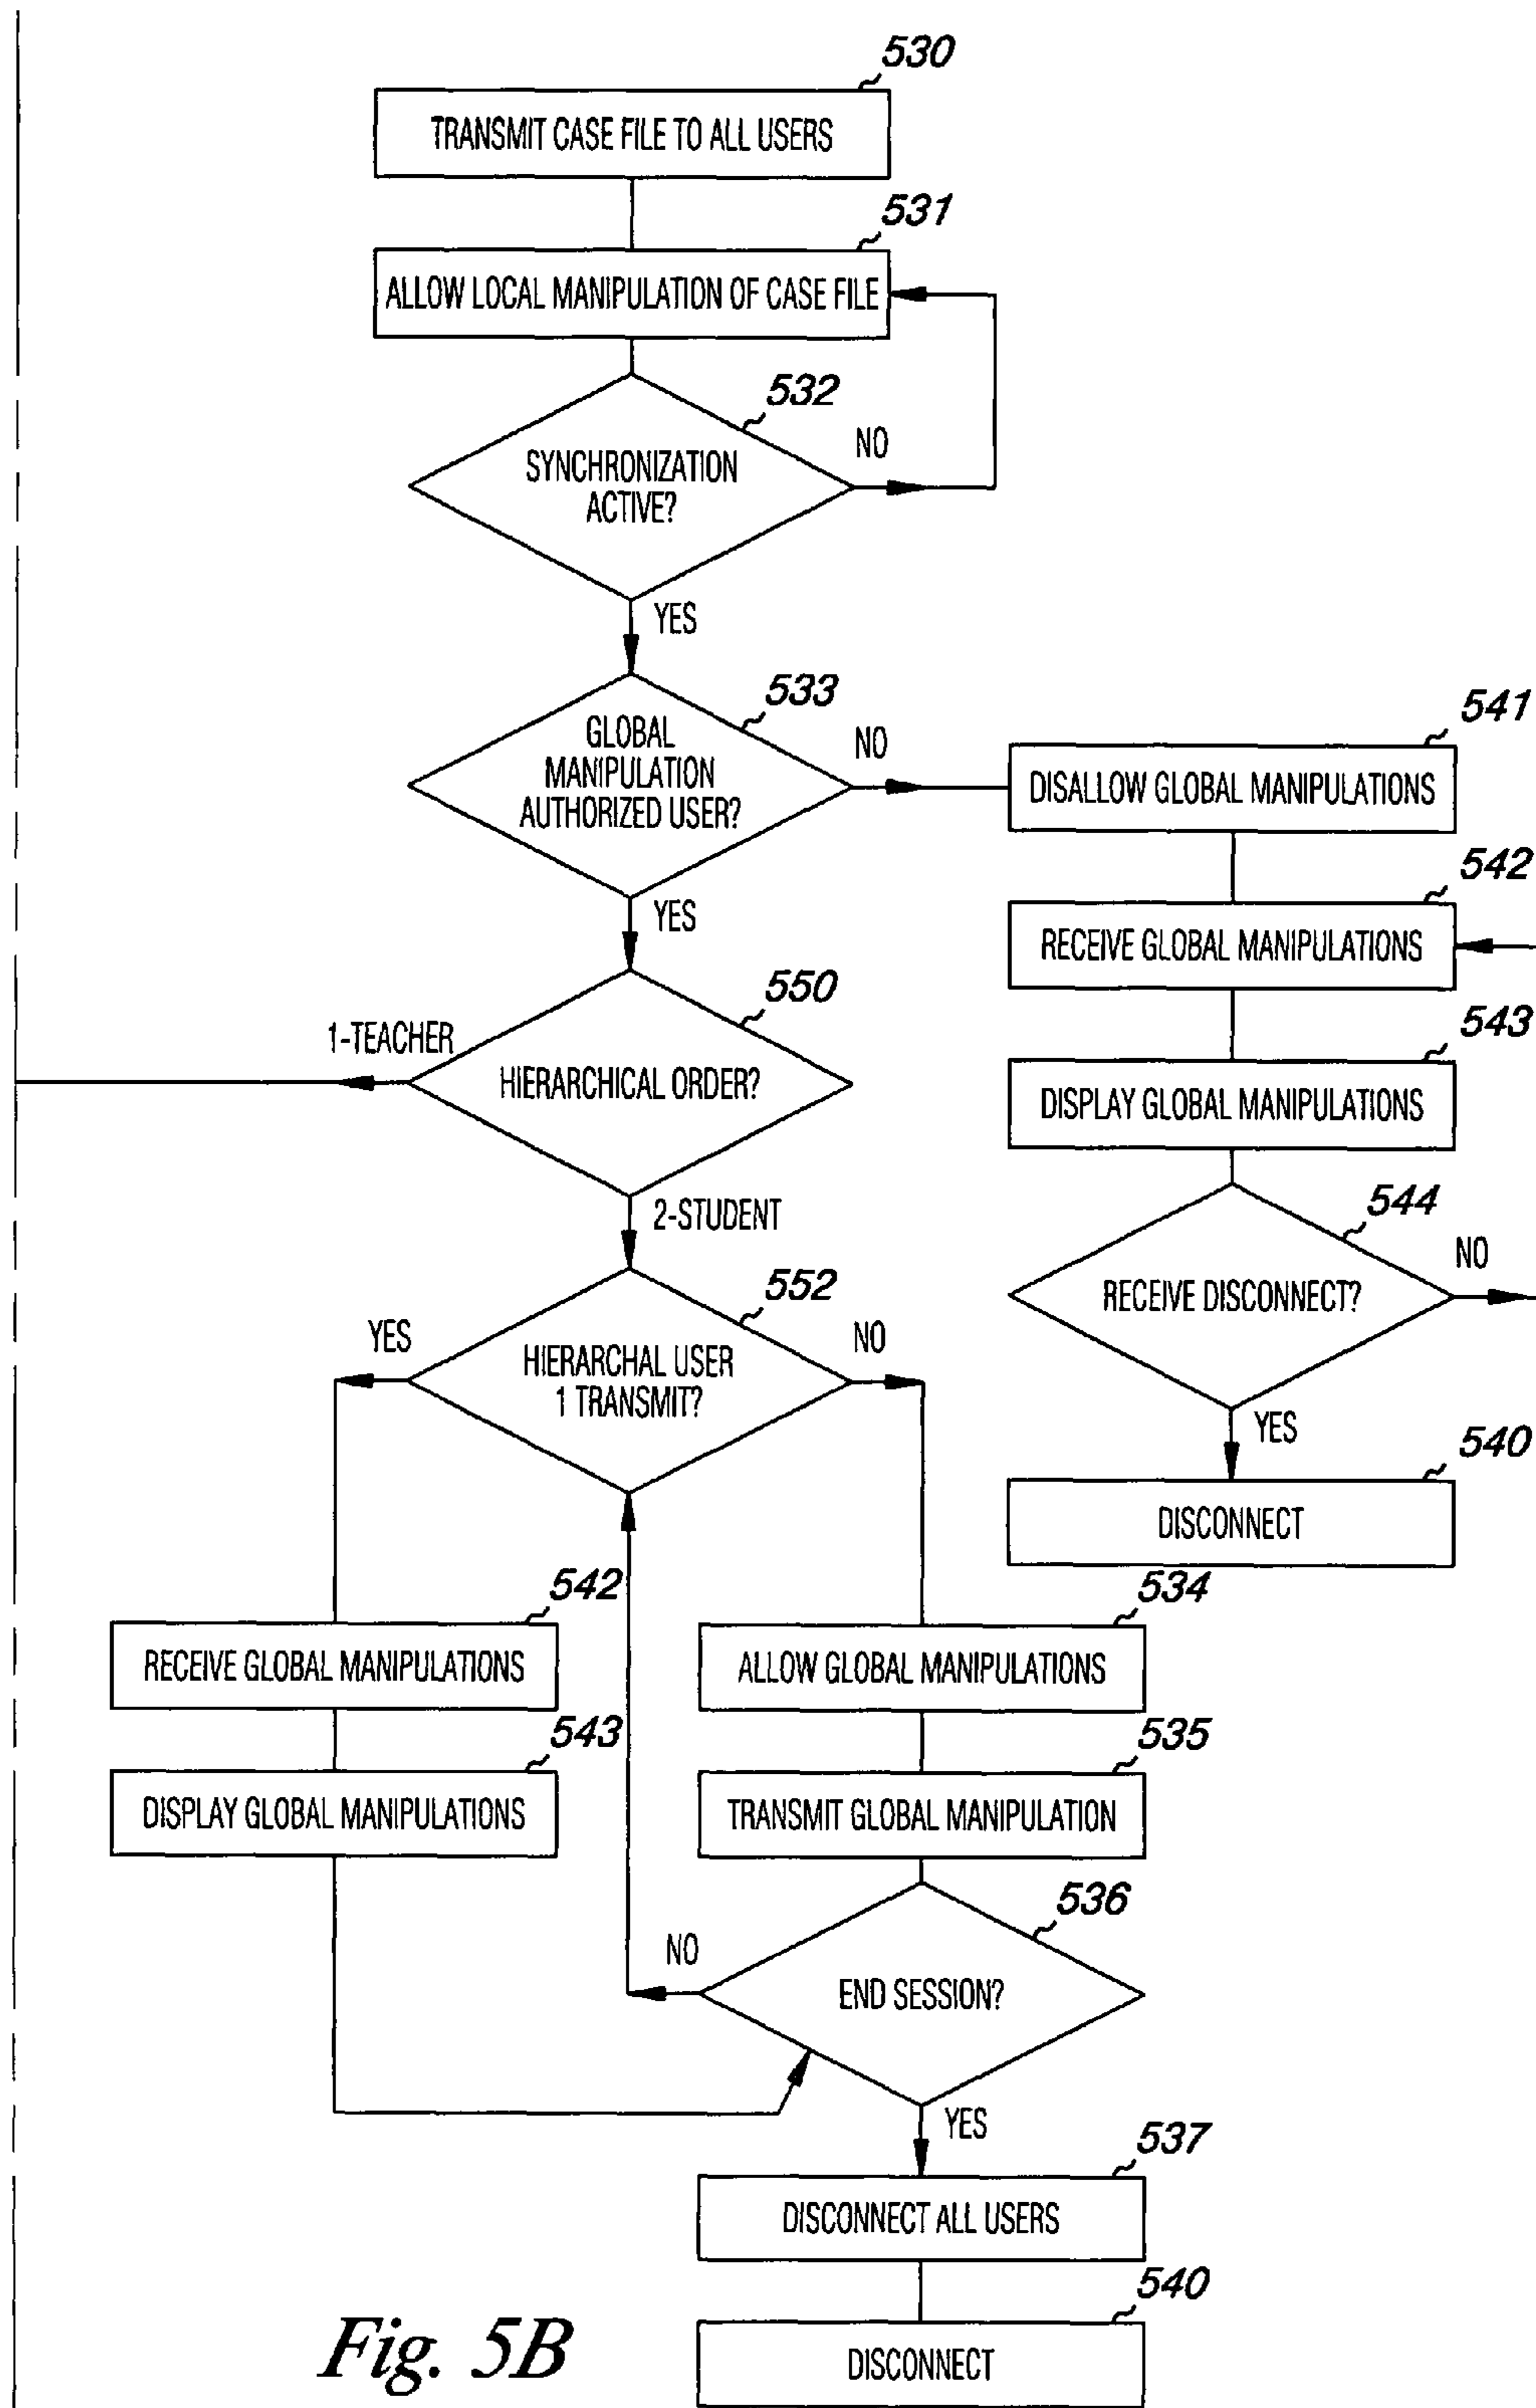 530
TRANSMIT CASE FILE TO ALL USERS
531
ALLOW LOCAL MANIPULATION OF CASE FILE
532
SYNCHRONIZATION
ACTIVE?
NO
YES
533
GLOBAL
MANIPULATION
AUTHORIZED USER?
NO
YES
541
DISALLOW GLOBAL MANIPULATIONS
542
RECEIVE GLOBAL MANIPULATIONS
543
DISPLAY GLOBAL MANIPULATIONS
544
RECEIVE DISCONNECT?
NO
YES
540
DISCONNECT
550
1-TEACHER
HIERARCHICAL ORDER?
2-STUDENT
552
YES
HIERARCHAL USER
1 TRANSMIT?
NO
542
RECEIVE GLOBAL MANIPULATIONS
543
DISPLAY GLOBAL MANIPULATIONS
534
ALLOW GLOBAL MANIPULATIONS
535
TRANSMIT GLOBAL MANIPULATION
536
NO
END SESSION?
YES
537
DISCONNECT ALL USERS
540
DISCONNECT
Fig. 5B